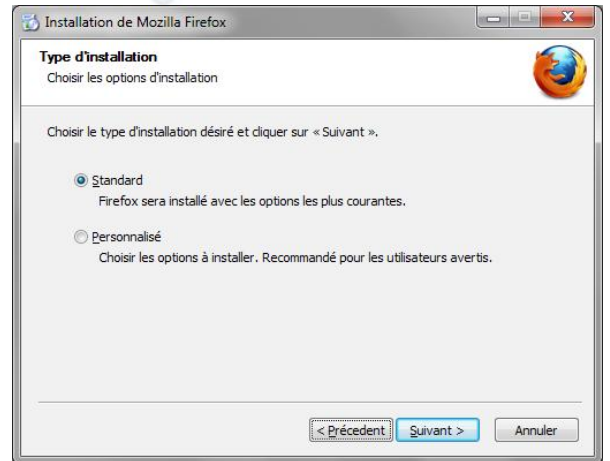 Installation de Mozilla Firefox
Type d'installation
Choisir les options d'installation
Choisir le type d'installation désiré et cliquer sur « Suivant ».
Standard
Firefox sera installé avec les options les plus courantes.
Personnalisé
Choisir les options à installer. Recommandé pour les utilisateurs avertis.
< Précedent
Suivant >
Annuler